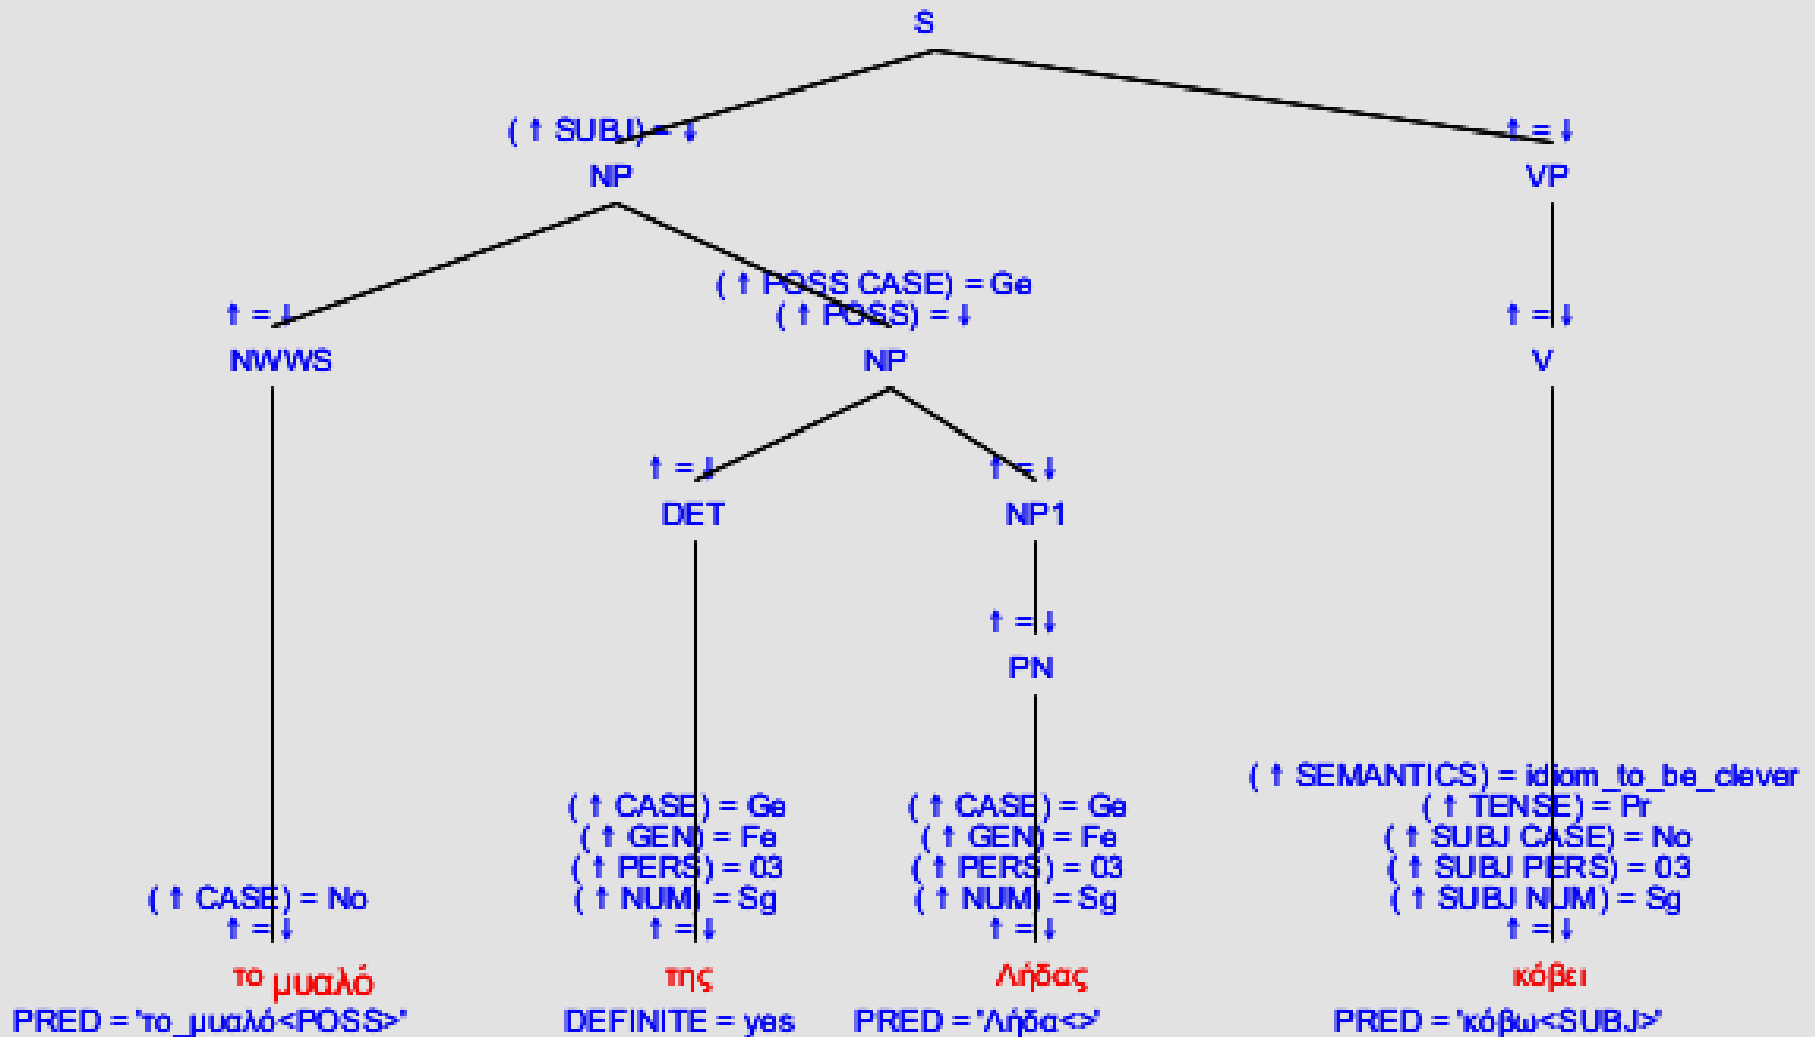 S
( ↑ SUBJ) = ↓ ↑ = ↓
NP VP
( ↑ POSS CASE) = Ge
↑ = ↓ ( ↑ POSS) = ↓ ↑ = ↓
NWWS NP V
↑ = ↓ ↑ = ↓
DET NP1
↑ = ↓
PN
( ↑ SEMANTICS) = idiom_to_be_clever
( ↑ CASE) = Ge ( ↑ CASE) = Ge ( ↑ TENSE) = Pr
( ↑ GEN) = Fe ( ↑ GEN) = Fe ( ↑ SUBJ CASE) = No
( ↑ PERS) = 03 ( ↑ PERS) = 03 ( ↑ SUBJ PERS) = 03
( ↑ CASE) = No ( ↑ NUM) = Sg ( ↑ NUM) = Sg ( ↑ SUBJ NUM) = Sg
↑ = ↓ ↑ = ↓ ↑ = ↓ ↑ = ↓
το μυαλό της Λήδας κόβει
PRED = 'το_μυαλό<POSS>' DEFINITE = yes PRED = 'Λήδα<>' PRED = 'κόβω<SUBJ>'